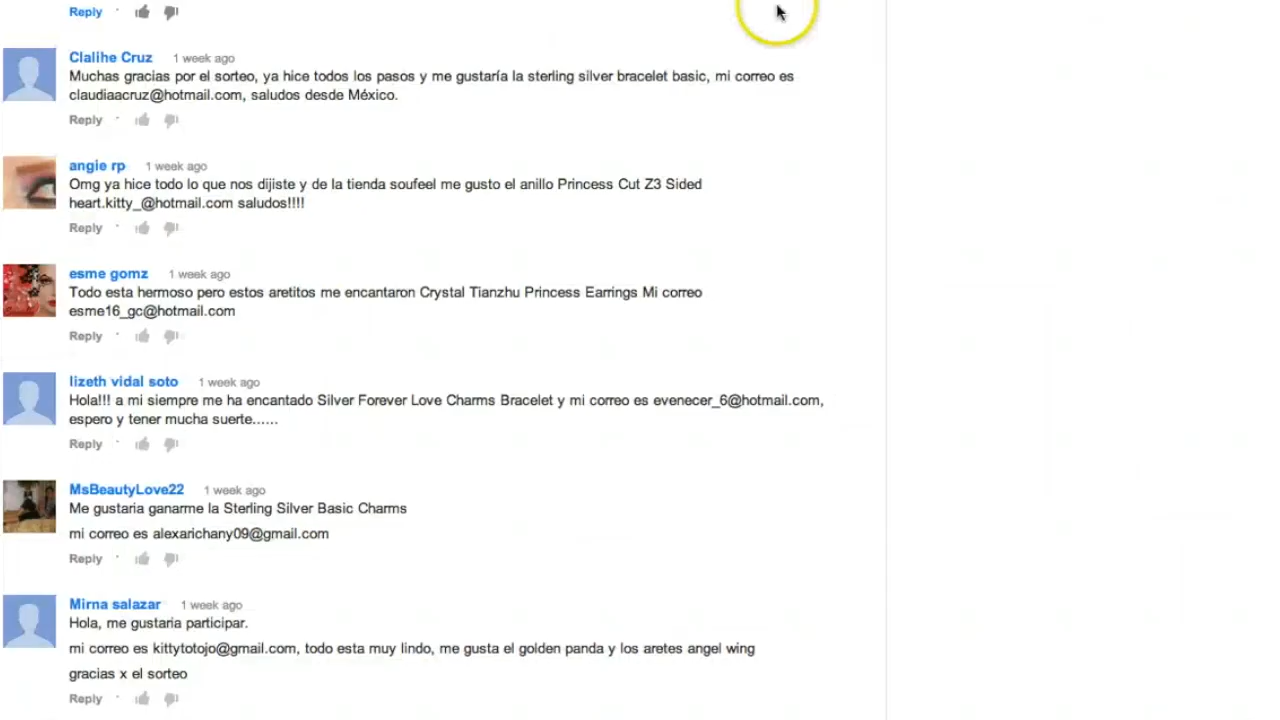 Reply ·
Clalihe Cruz 1 week ago
Muchas gracias por el sorteo, ya hice todos los pasos y me gustaría la sterling silver bracelet basic, mi correo es
claudiaacruz@hotmail.com, saludos desde México.
Reply ·
angie rp 1 week ago
Omg ya hice todo lo que nos dijiste y de la tienda soufeel me gusto el anillo Princess Cut Z3 Sided
heart.kitty_@hotmail.com saludos!!!!
Reply ·
esme gomz 1 week ago
Todo esta hermoso pero estos aretitos me encantaron Crystal Tianzhu Princess Earrings Mi correo
esme16_gc@hotmail.com
Reply ·
lizeth vidal soto 1 week ago
Hola!!! a mi siempre me ha encantado Silver Forever Love Charms Bracelet y mi correo es evenecer_6@hotmail.com,
espero y tener mucha suerte......
Reply ·
MsBeautyLove22 1 week ago
Me gustaria ganarme la Sterling Silver Basic Charms
mi correo es alexarichany09@gmail.com
Reply ·
Mirna salazar 1 week ago
Hola, me gustaria participar.
mi correo es kittytotojo@gmail.com, todo esta muy lindo, me gusta el golden panda y los aretes angel wing
gracias x el sorteo
Reply ·